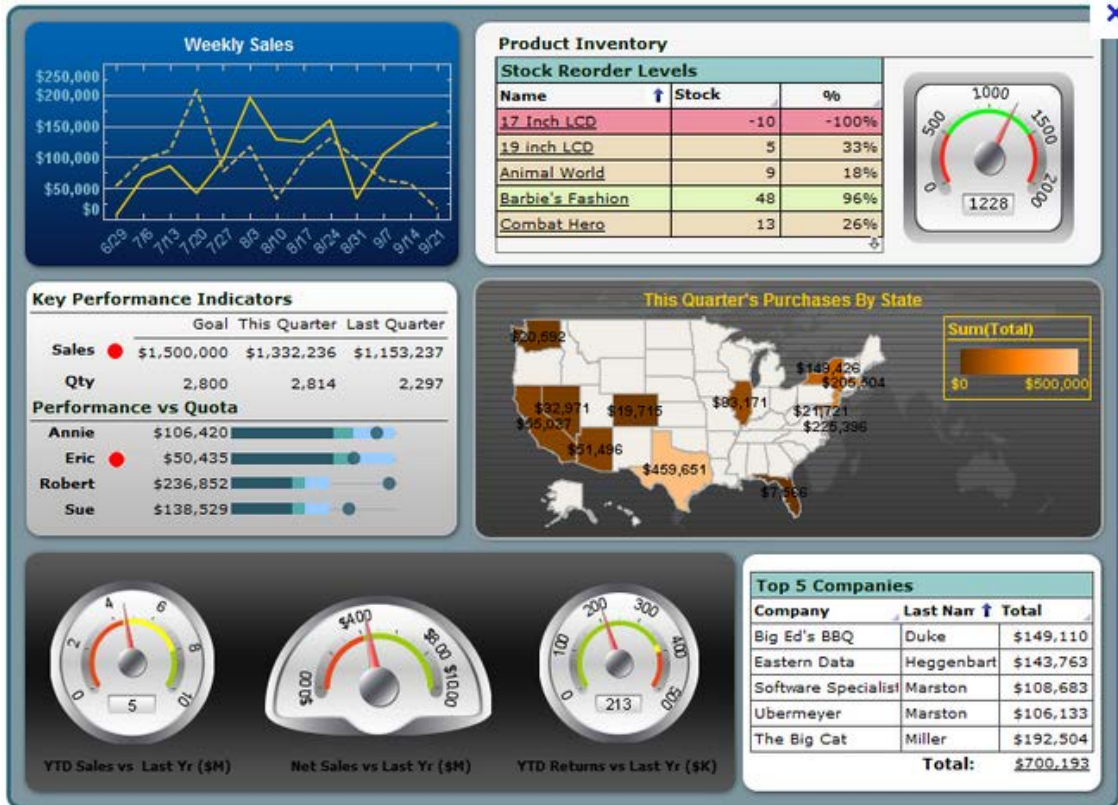 Weekly Sales
$250,000
$200,000
$150,000
$100,000
$50,000
$0
6/29 7/6 7/13 7/20 7/27 8/3 8/10 8/17 8/24 8/31 9/7 9/14 9/21
Product Inventory
Stock Reorder Levels
Name Stock %
17 Inch LCD -10 -100%
19 inch LCD 5 33%
Animal World 9 18%
Barbie's Fashion 48 96%
Combat Hero 13 26%
0 500 1000 1500 2000
1228
Key Performance Indicators
Goal This Quarter Last Quarter
Sales $1,500,000 $1,332,236 $1,153,237
Qty 2,800 2,814 2,297
Performance vs Quota
Annie $106,420
Eric $50,435
Robert $236,852
Sue $138,529
This Quarter's Purchases By State
Sum(Total)
$0 $500,000
$20,592
$149,426
$32,971
$19,715
$83,171
$21,721
$225,396
$51,496
$459,651
0 2 4 6 8 10
5
YTD Sales vs Last Yr ($M)
$0.00 $4.00 $8.00 $10.00
Net Sales vs Last Yr ($M)
0 100 200 300 400 500
213
YTD Returns vs Last Yr ($K)
Top 5 Companies
Company Last Nam Total
Big Ed's BBQ Duke $149,110
Eastern Data Heggenbart $143,763
Software Specialist Marston $108,683
Ubermeyer Marston $106,133
The Big Cat Miller $192,504
Total: $700,193